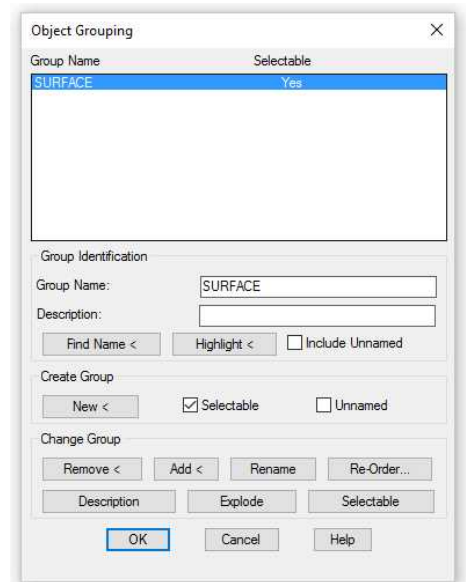 Object Grouping
Group Name Selectable
SURFACE Yes
Group Identification
Group Name: SURFACE
Description:
Find Name < Highlight < Include Unnamed
Create Group
New < Selectable Unnamed
Change Group
Remove < Add < Rename Re-Order...
Description Explode Selectable
OK Cancel Help